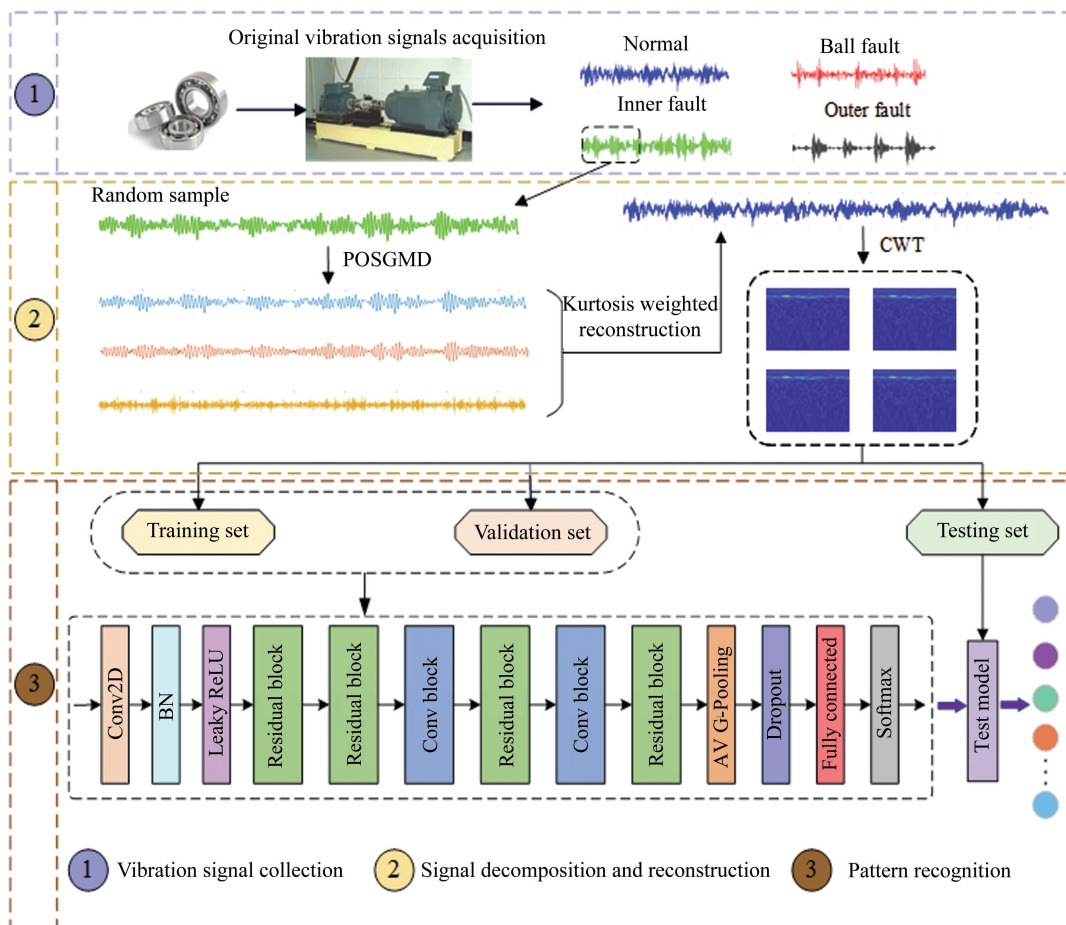 Original vibration signals acquisition
Normal
Ball fault
1
Inner fault
Outer fault
Random sample
POSGMD
CWT
2
Kurtosis weighted
reconstruction
Training set
Validation set
Testing set
3
Conv2D
BN
Leaky ReLU
Residual block
Residual block
Conv block
Residual block
Conv block
Residual block
AV G-Pooling
Dropout
Fully connected
Softmax
Test model
1 Vibration signal collection
2 Signal decomposition and reconstruction
3 Pattern recognition